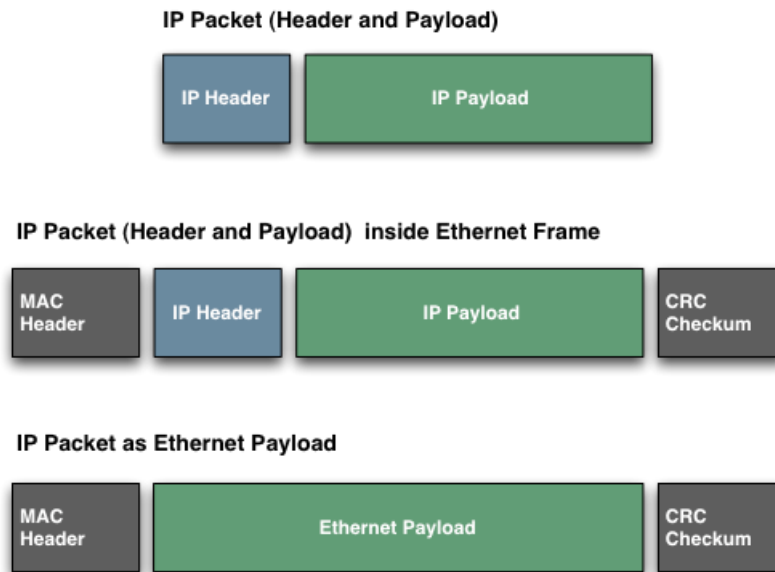 IP Packet (Header and Payload)
IP Header
IP Payload
IP Packet (Header and Payload)  inside Ethernet Frame
MAC
Header
IP Header
IP Payload
CRC
Checkum
IP Packet as Ethernet Payload
MAC
Header
Ethernet Payload
CRC
Checkum